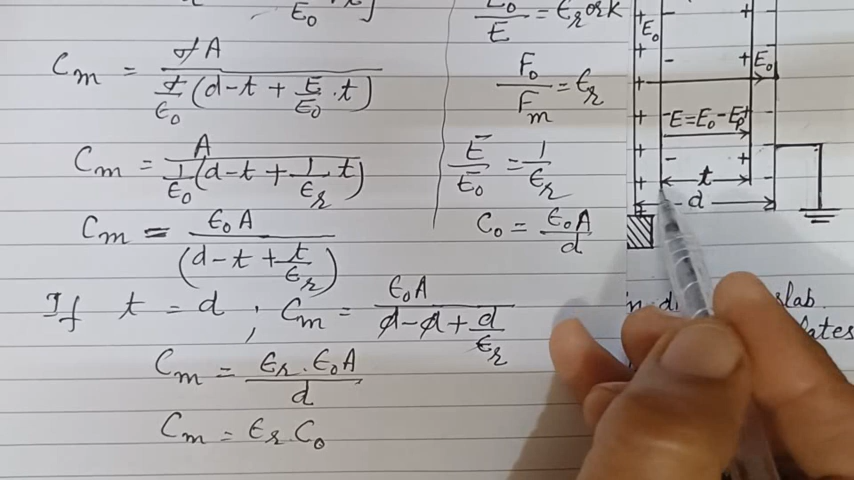 E₀
C_m = σA / (σ/ε₀ (d-t + E/E₀ . t))
C_m = A / (1/ε₀ (d-t + 1/ε_r t))
C_m = ε₀A / (d-t + t/ε_r)
If t = d ; C_m = ε₀A / (d-d + d/ε_r)
C_m = ε_r . ε₀A / d
C_m = ε_r C₀
E₀/E = ε_r or K
F₀/F_m = ε_r
E/E₀ = 1/ε_r
C₀ = ε₀A / d
+ - + -
E₀
+ - + E₀ -
+ - E = E₀ - E_p + -
+ - + -
+ t -
d
slab.
plates